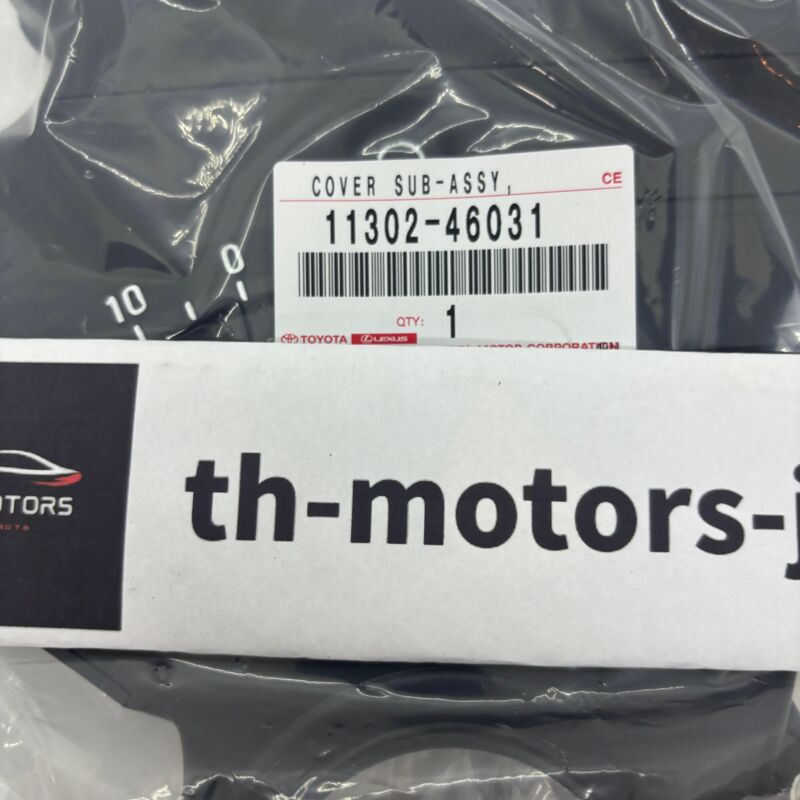 COVER SUB-ASSY,
CE
11302-46031
0
10
QTY: 1
TOYOTA LEXUS
MOTOR CORPORATION
th-motors-j
OTORS